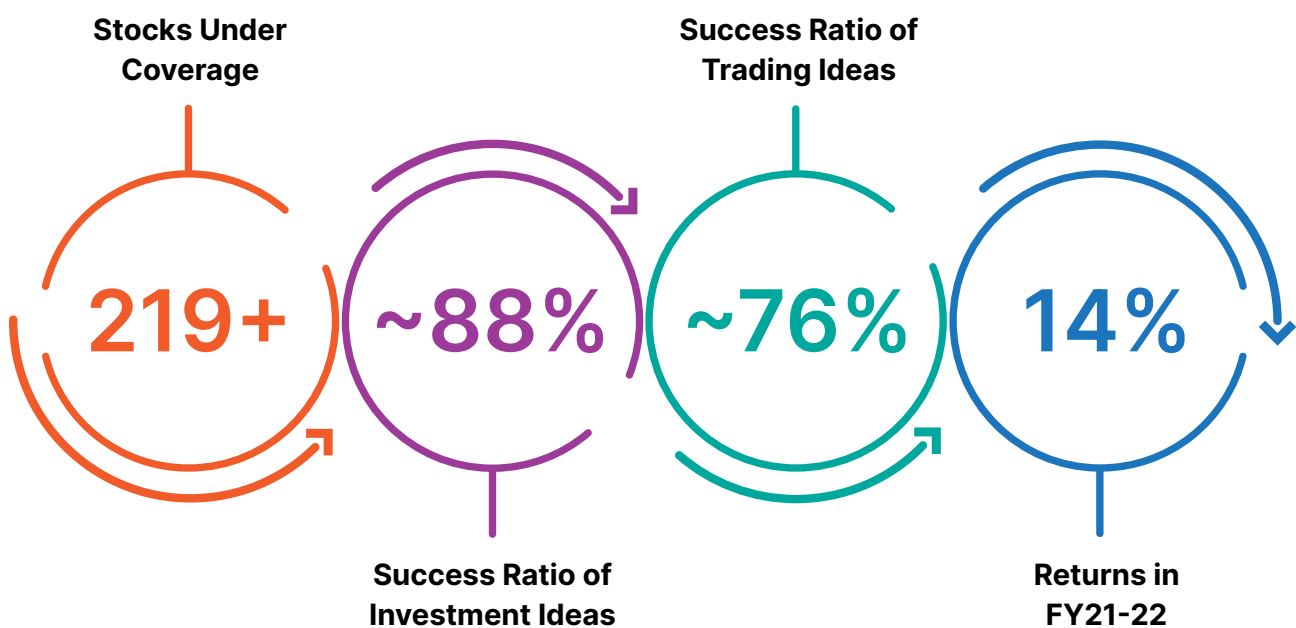 Stocks Under
Coverage
219+
~88%
Success Ratio of
Investment Ideas
Success Ratio of
Trading Ideas
~76%
14%
Returns in
FY21-22